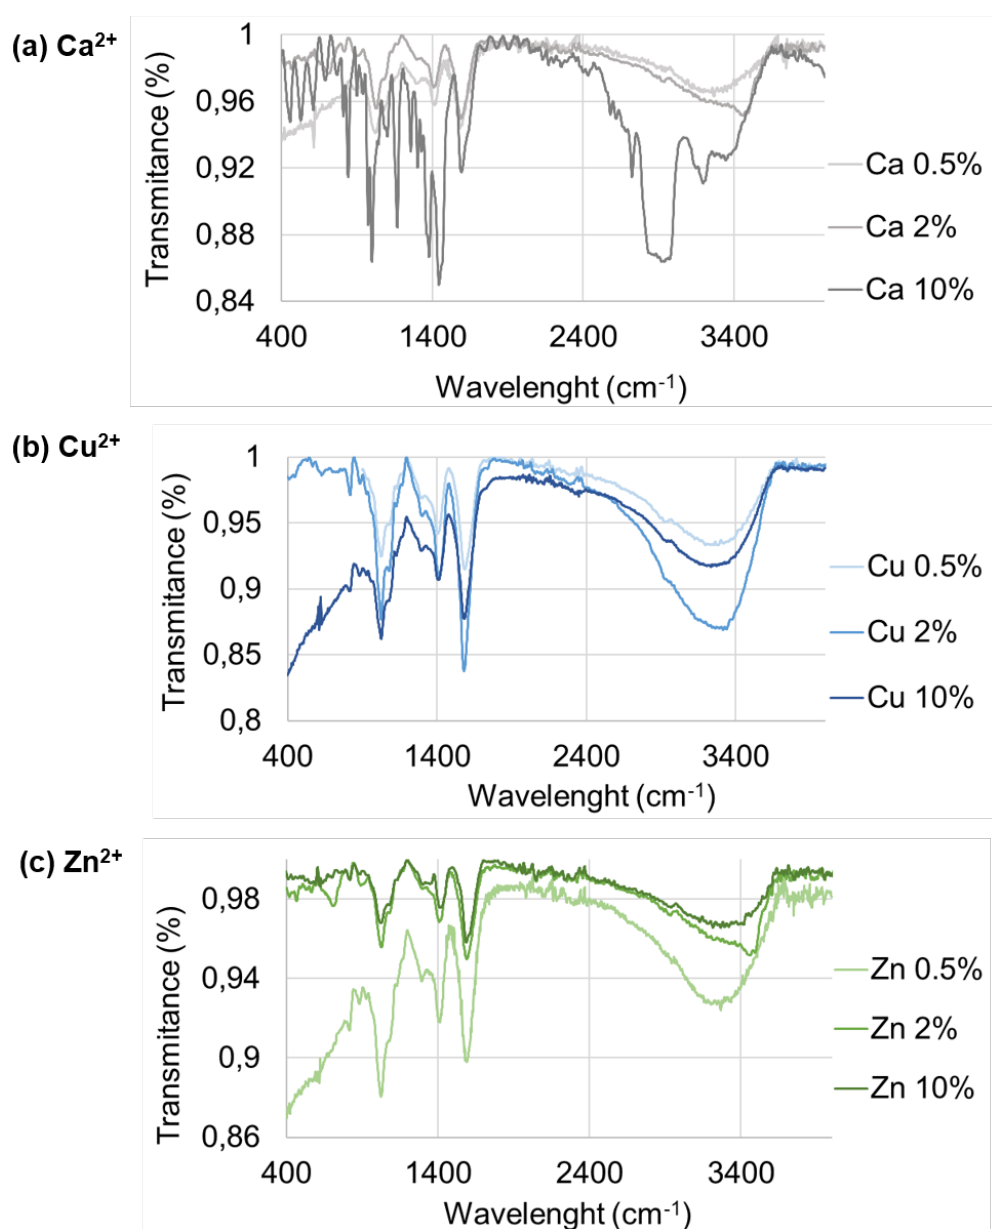 (a) Ca²⁺
Transmitance (%)
1
0,96
0,92
0,88
0,84
400 1400 2400 3400
Wavelenght (cm⁻¹)
Ca 0.5%
Ca 2%
Ca 10%
(b) Cu²⁺
Transmitance (%)
1
0,95
0,9
0,85
0,8
400 1400 2400 3400
Wavelenght (cm⁻¹)
Cu 0.5%
Cu 2%
Cu 10%
(c) Zn²⁺
Transmitance (%)
0,98
0,94
0,9
0,86
400 1400 2400 3400
Wavelenght (cm⁻¹)
Zn 0.5%
Zn 2%
Zn 10%